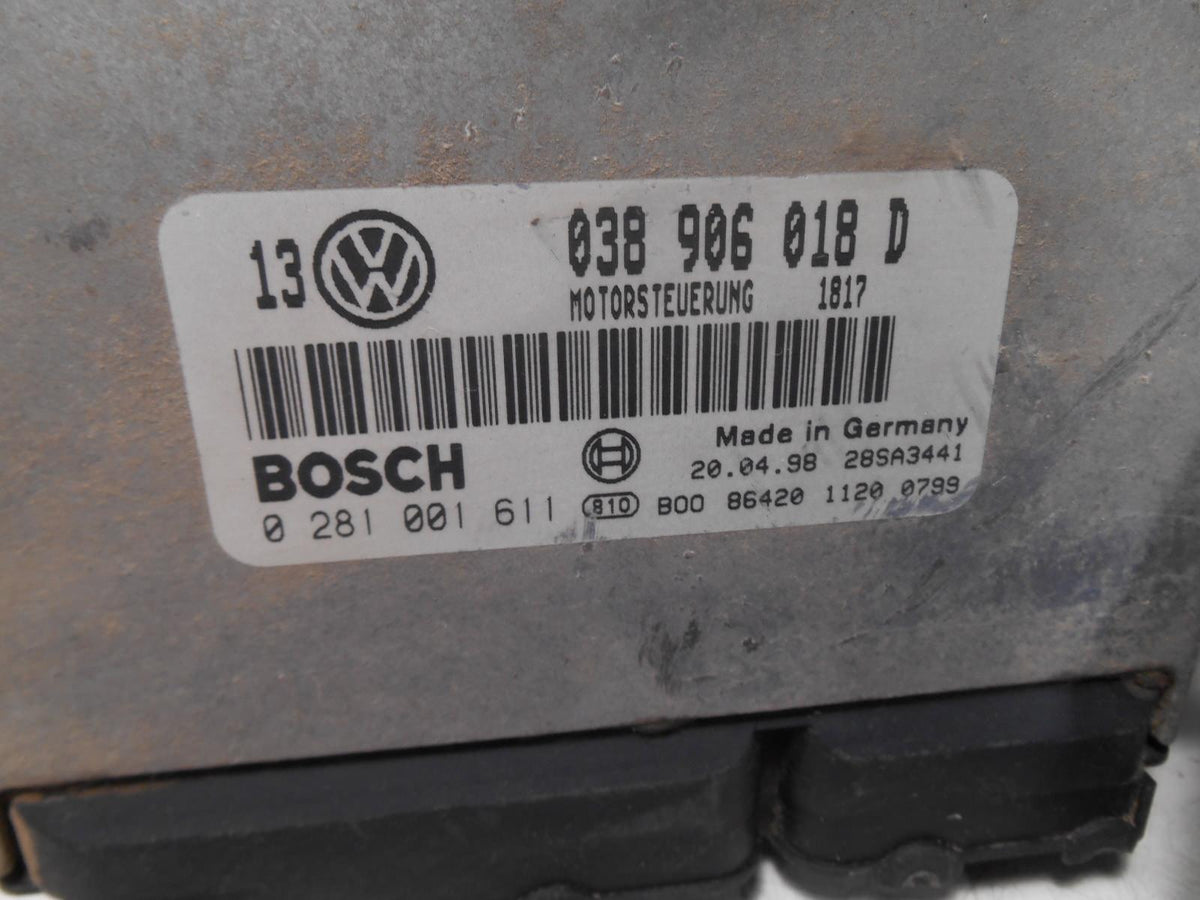 13 VW 038 906 018 D
MOTORSTEUERUNG 1817
Made in Germany
BOSCH 20.04.98 28SA3441
0 281 001 611 810 B00 86420 1120 0799